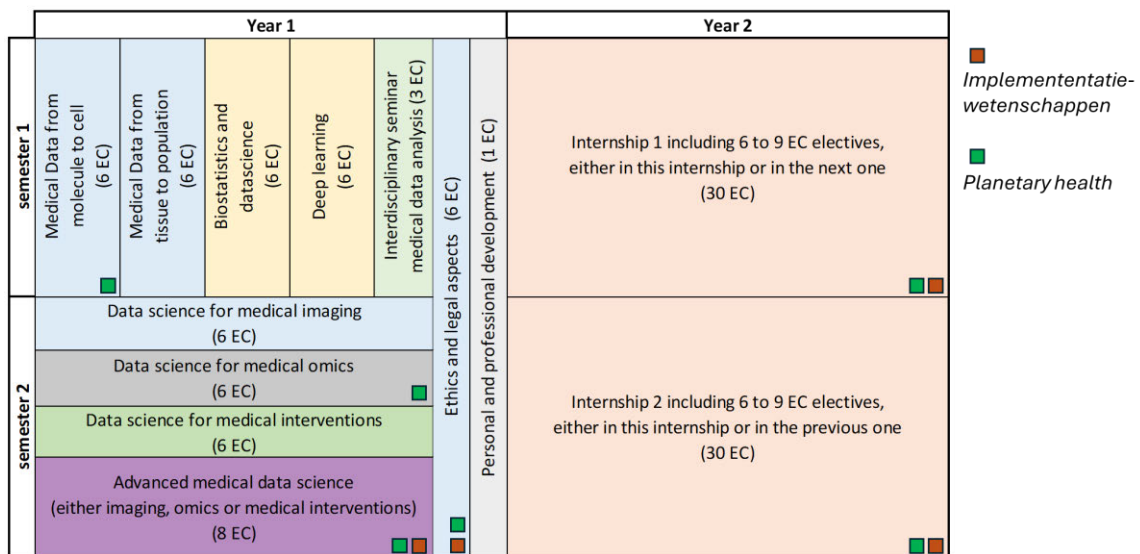 Year 1
Year 2
semester 1
Medical Data from
molecule to cell
(6 EC)
Medical Data from
tissue to population
(6 EC)
Biostatistics and
datascience
(6 EC)
Deep learning
(6 EC)
Interdisciplinary seminar
medical data analysis (3 EC)
Ethics and legal aspects (6 EC)
Personal and professional development (1 EC)
Internship 1 including 6 to 9 EC electives,
either in this internship or in the next one
(30 EC)
semester 2
Data science for medical imaging
(6 EC)
Data science for medical omics
(6 EC)
Data science for medical interventions
(6 EC)
Advanced medical data science
(either imaging, omics or medical interventions)
(8 EC)
Internship 2 including 6 to 9 EC electives,
either in this internship or in the previous one
(30 EC)
Implemententatie-
wetenschappen
Planetary health